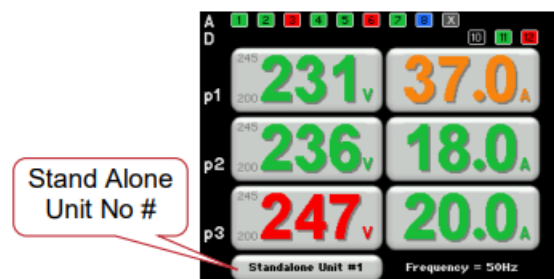 A 1 2 3 4 5 6 7 8 X
D 10 11 12
p1 245 200 231 V 37.0 A
p2 245 200 236 V 18.0 A
p3 245 200 247 V 20.0 A
Stand Alone
Unit No #
Standalone Unit #1 Frequency = 50Hz